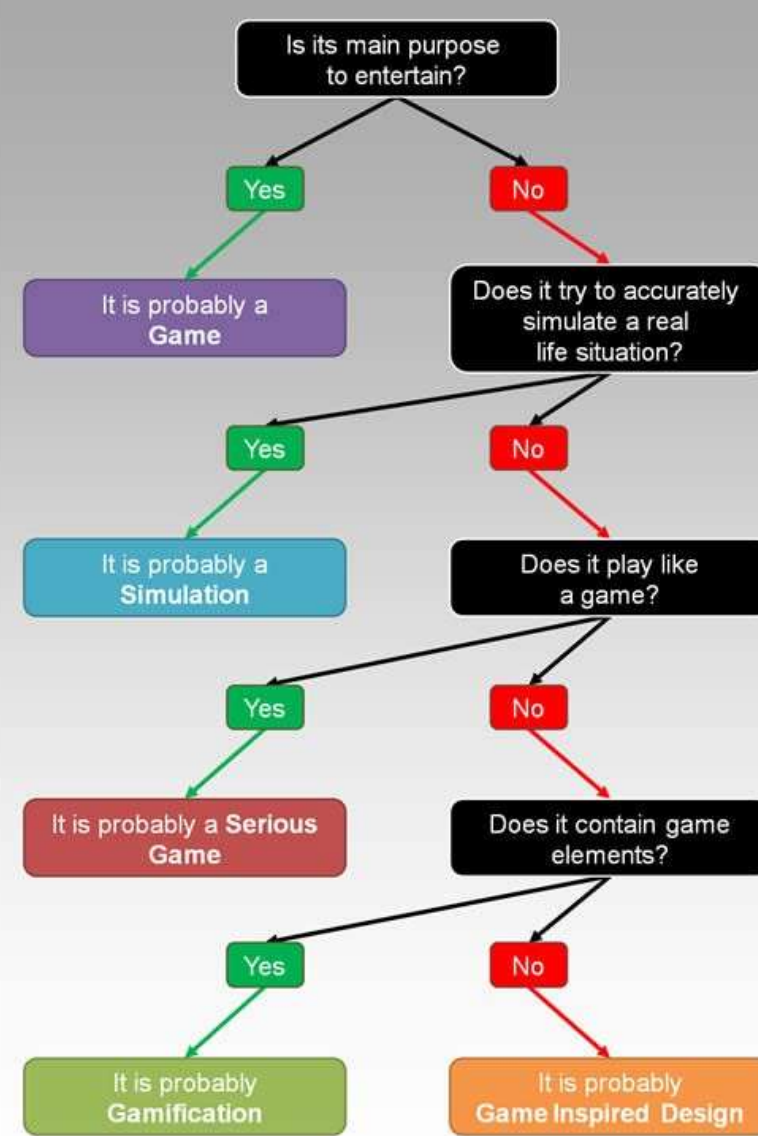 Is its main purpose
to entertain?
Yes
No
It is probably a
Game
Does it try to accurately
simulate a real
life situation?
Yes
No
It is probably a
Simulation
Does it play like
a game?
Yes
No
It is probably a Serious
Game
Does it contain game
elements?
Yes
No
It is probably
Gamification
It is probably
Game Inspired Design